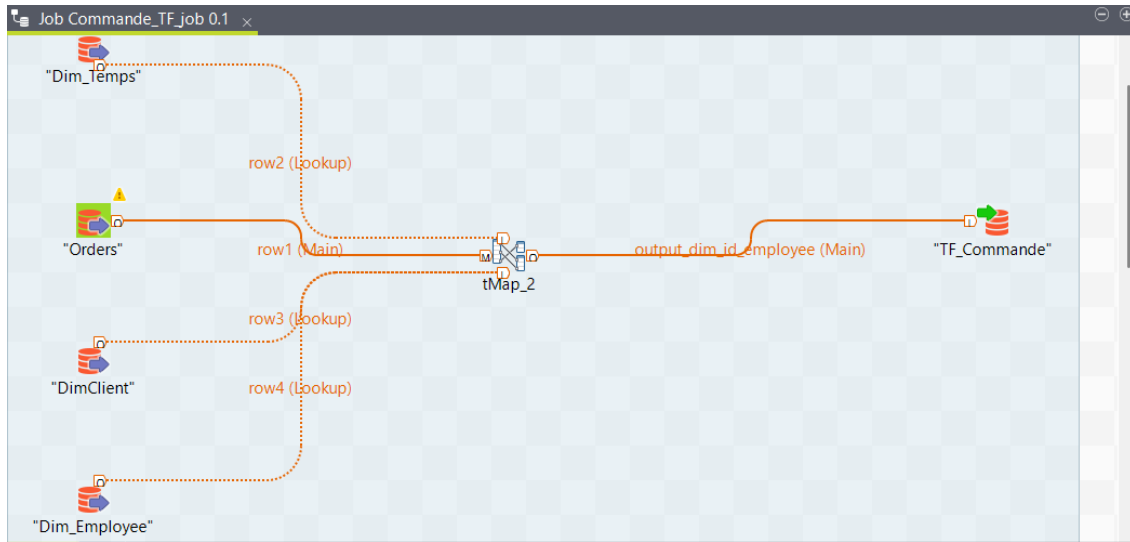 Job Commande_TF_job 0.1
"Dim_Temps"
row2 (Lookup)
"Orders"
row1 (Main)
output_dim_id_employee (Main)
"TF_Commande"
tMap_2
row3 (Lookup)
"DimClient"
row4 (Lookup)
"Dim_Employee"